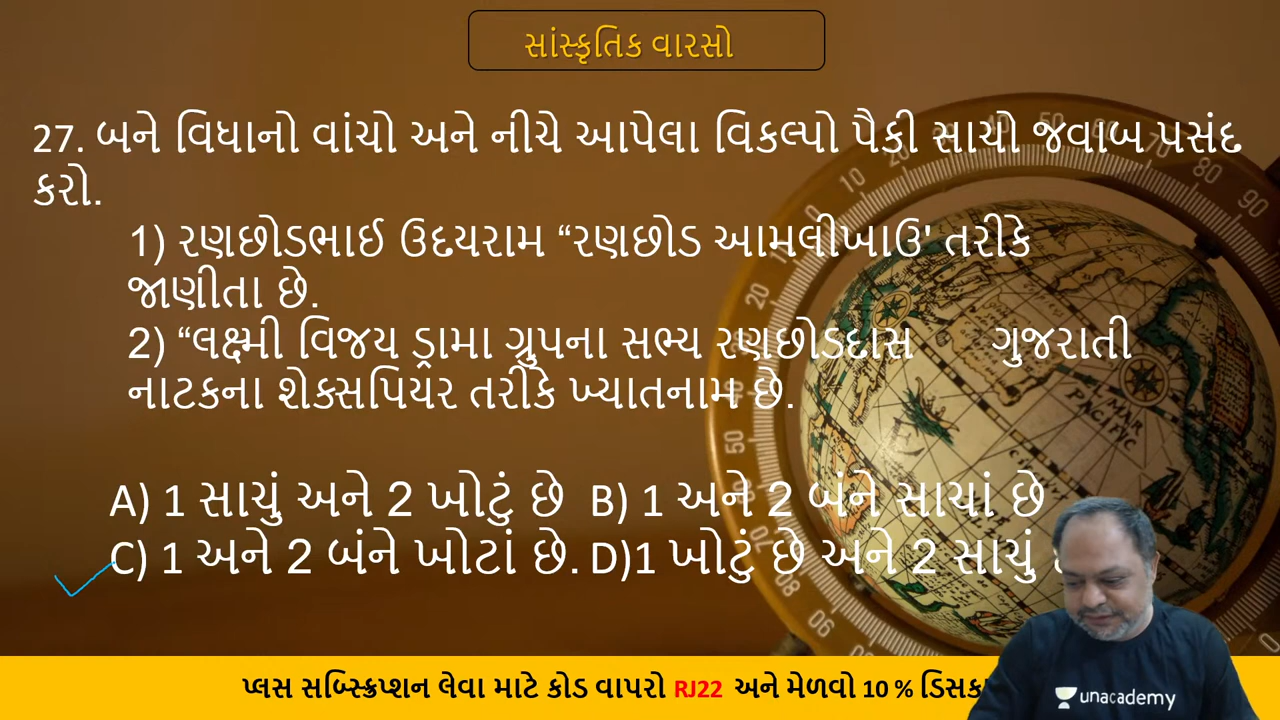 સાંસ્કૃતિક વારસો
27. બને વિધાનો વાંચો અને નીચે આપેલા વિકલ્પો પૈકી સાચો જવાબ પસંદ
કરો.
1) રણછોડભાઈ ઉદયરામ “રણછોડ આમલીખાઉ' તરીકે
જાણીતા છે.
2) “લક્ષ્મી વિજય ડ્રામા ગ્રુપના સભ્ય રણછોડદાસ ગુજરાતી
નાટકના શેક્સપિયર તરીકે ખ્યાતનામ છે.
A) 1 સાચું અને 2 ખોટું છે B) 1 અને 2 બંને સાચાં છે
C) 1 અને 2 બંને ખોટાં છે. D)1 ખોટું છે અને 2 સાચું
પ્લસ સબ્સ્ક્રિપ્શન લેવા માટે કોડ વાપરો RJ22 અને મેળવો 10 %
unacademy